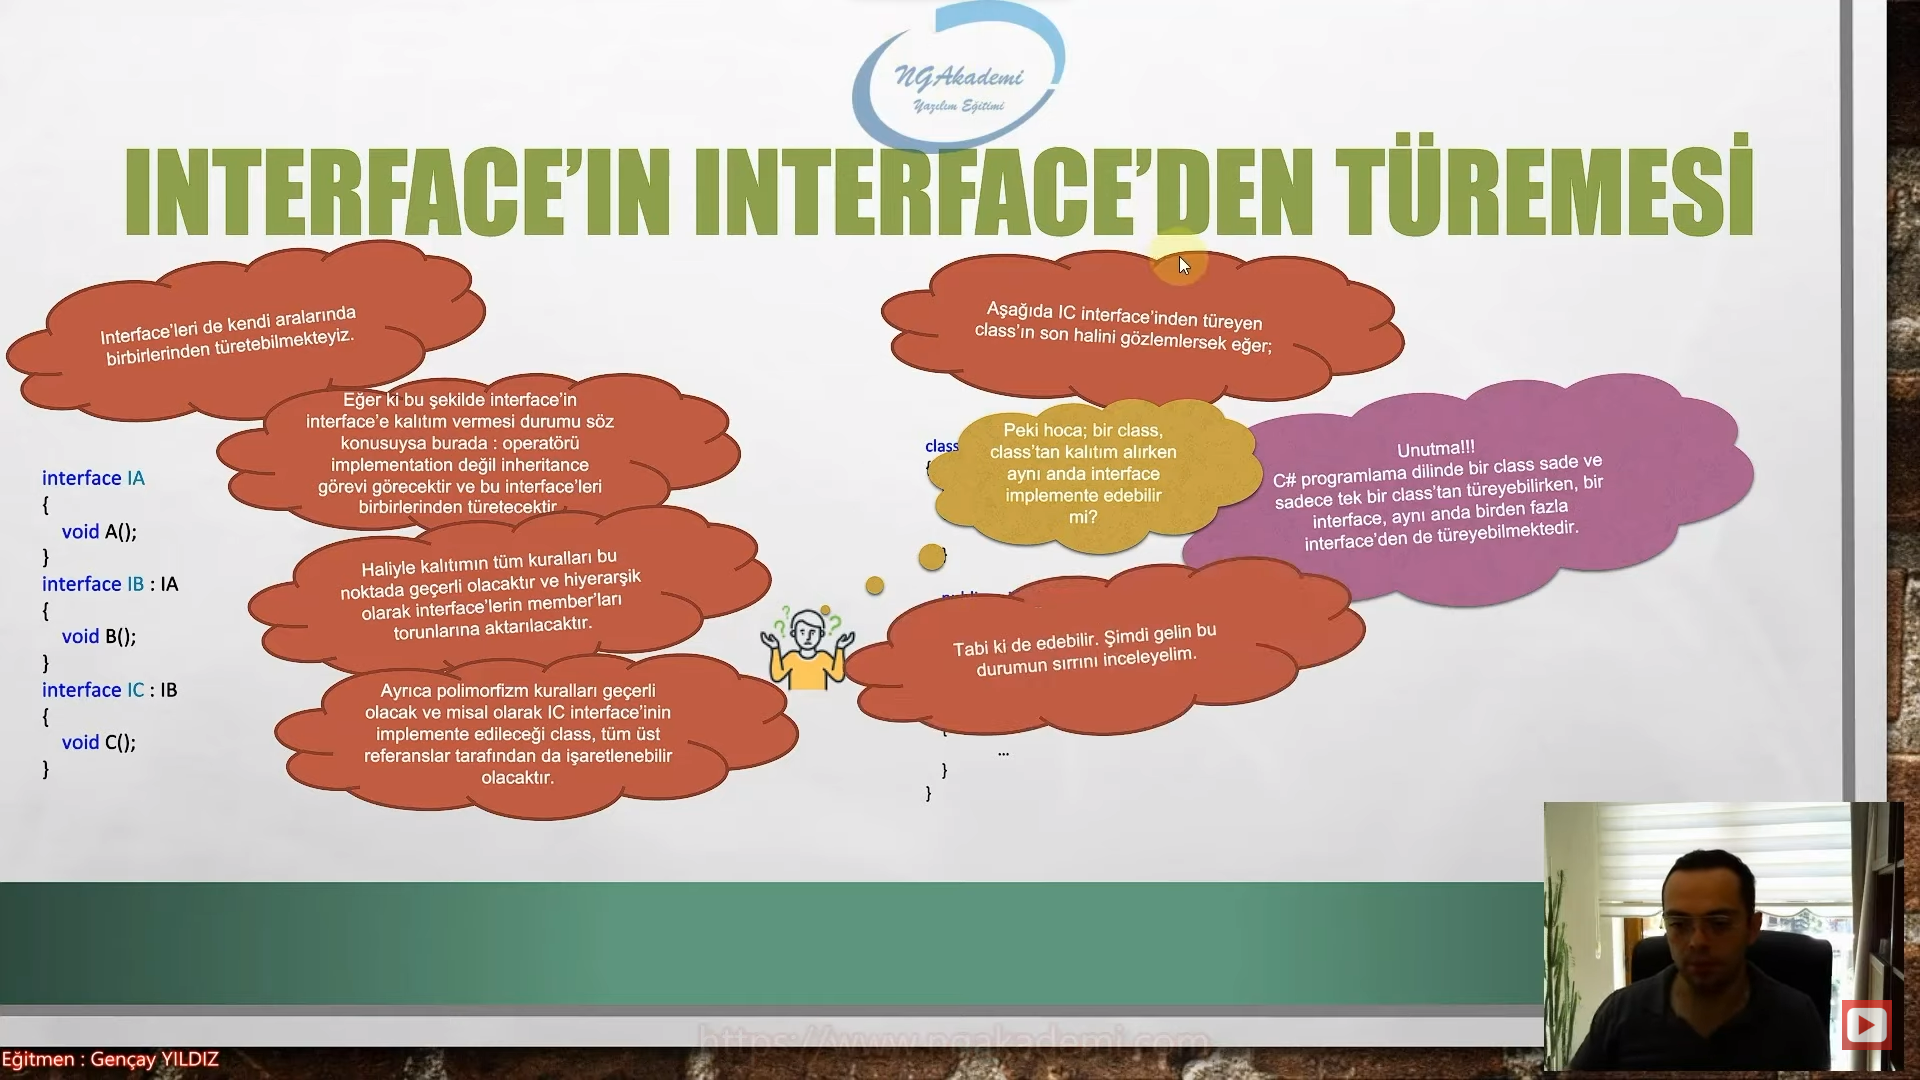 NGAkademi
Yazılım Eğitimi
INTERFACE’IN INTERFACE’DEN TÜREMESİ
Interface’leri de kendi aralarında
birbirlerinden türetebilmekteyiz.
Eğer ki bu şekilde interface’in
interface’e kalıtım vermesi durumu söz
konusuysa burada : operatörü
implementation değil inheritance
görevi görecektir ve bu interface’leri
birbirlerinden türetecektir
Haliyle kalıtımın tüm kuralları bu
noktada geçerli olacaktır ve hiyerarşik
olarak interface’lerin member’ları
torunlarına aktarılacaktır.
Ayrıca polimorfizm kuralları geçerli
olacak ve misal olarak IC interface’inin
implemente edileceği class, tüm üst
referanslar tarafından da işaretlenebilir
olacaktır.
interface IA
{
void A();
}
interface IB : IA
{
void B();
}
interface IC : IB
{
void C();
}
Aşağıda IC interface’inden türeyen
class’ın son halini gözlemlersek eğer;
class
{
Peki hoca; bir class,
class’tan kalıtım alırken
aynı anda interface
implemente edebilir
mi?
Unutma!!!
C# programlama dilinde bir class sade ve
sadece tek bir class’tan türeyebilirken, bir
interface, aynı anda birden fazla
interface’den de türeyebilmektedir.
}
Tabi ki de edebilir. Şimdi gelin bu
durumun sırrını inceleyelim.
{
...
}
}
https://www.ngakademi.com
Eğitmen : Gençay YILDIZ